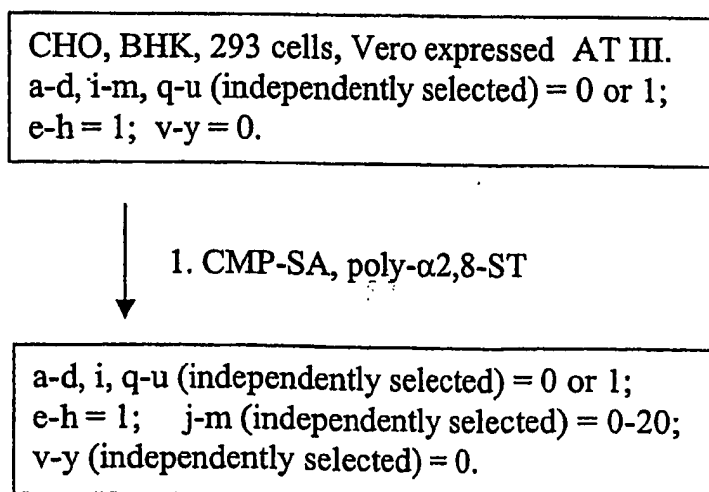 CHO, BHK, 293 cells, Vero expressed AT III.
a-d, i-m, q-u (independently selected) = 0 or 1;
e-h = 1; v-y = 0.
1. CMP-SA, poly-α2,8-ST
a-d, i, q-u (independently selected) = 0 or 1;
e-h = 1; j-m (independently selected) = 0-20;
v-y (independently selected) = 0.